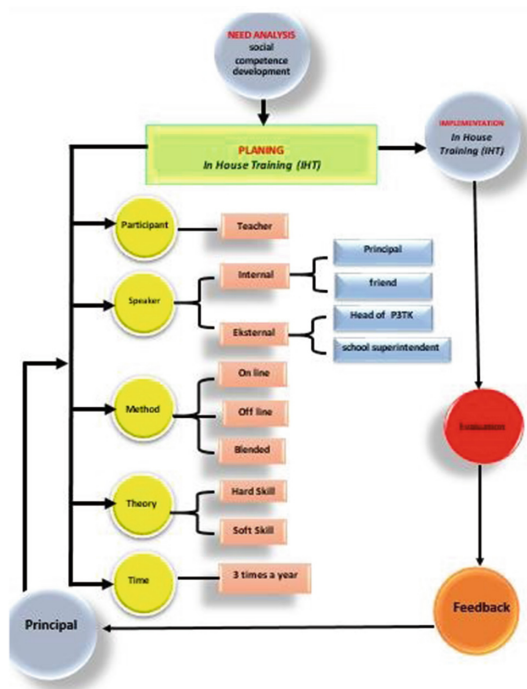 NEED ANALYSIS
social
competence
development
PLANING
In House Training (IHT)
IMPLEMENTATION
In House
Training (IHT)
Participant
Teacher
Speaker
Internal
Principal
friend
Eksternal
Head of P3TK
school superintendent
Method
On line
Off line
Blended
Evaluation
Theory
Hard Skill
Soft Skill
Time
3 times a year
Feedback
Principal